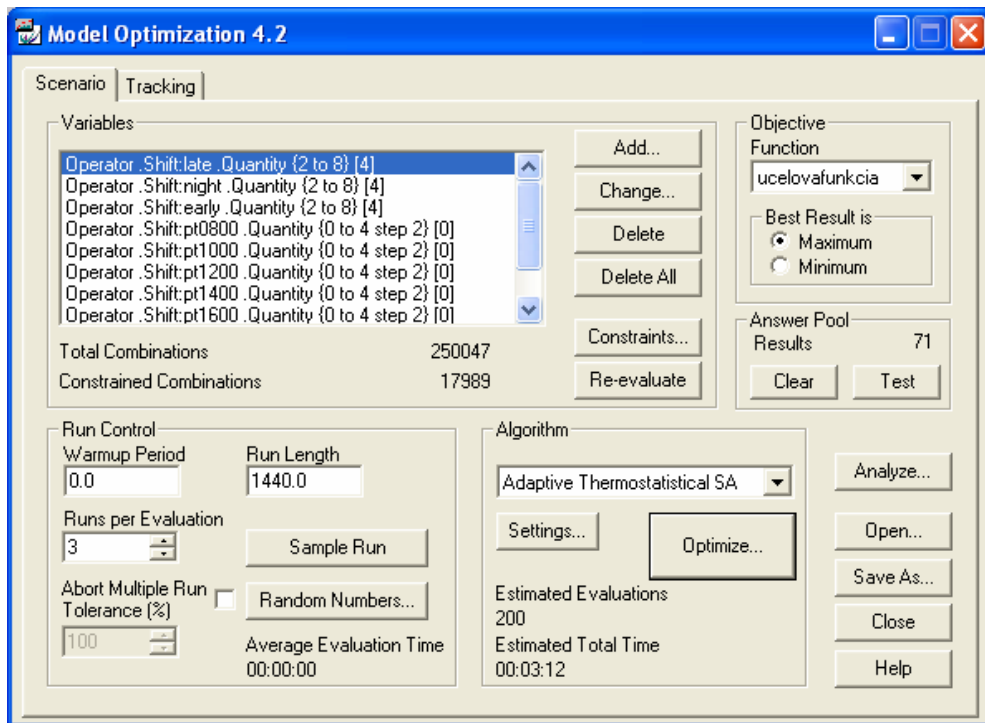 Model Optimization 4.2
Scenario
Tracking
Variables
Operator .Shift:late .Quantity {2 to 8} [4]
Operator .Shift:night .Quantity {2 to 8} [4]
Operator .Shift:early .Quantity {2 to 8} [4]
Operator .Shift:pt0800 .Quantity {0 to 4 step 2} [0]
Operator .Shift:pt1000 .Quantity {0 to 4 step 2} [0]
Operator .Shift:pt1200 .Quantity {0 to 4 step 2} [0]
Operator .Shift:pt1400 .Quantity {0 to 4 step 2} [0]
Operator .Shift:pt1600 .Quantity {0 to 4 step 2} [0]
Total Combinations 250047
Constrained Combinations 17989
Add...
Change...
Delete
Delete All
Constraints...
Re-evaluate
Objective
Function
ucelovafunkcia
Best Result is
Maximum
Minimum
Answer Pool
Results 71
Clear
Test
Run Control
Warmup Period
0.0
Run Length
1440.0
Runs per Evaluation
3
Sample Run
Abort Multiple Run
Tolerance (%)
100
Random Numbers...
Average Evaluation Time
00:00:00
Algorithm
Adaptive Thermostatistical SA
Settings...
Optimize...
Estimated Evaluations
200
Estimated Total Time
00:03:12
Analyze...
Open...
Save As...
Close
Help